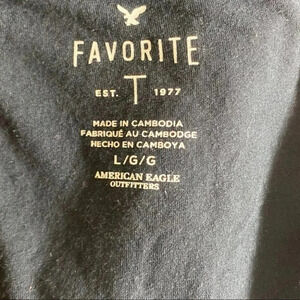 FAVORITE
EST. T 1977
MADE IN CAMBODIA
FABRIQUÉ AU CAMBODGE
HECHO EN CAMBOYA
L/G/G
AMERICAN EAGLE
OUTFITTERS